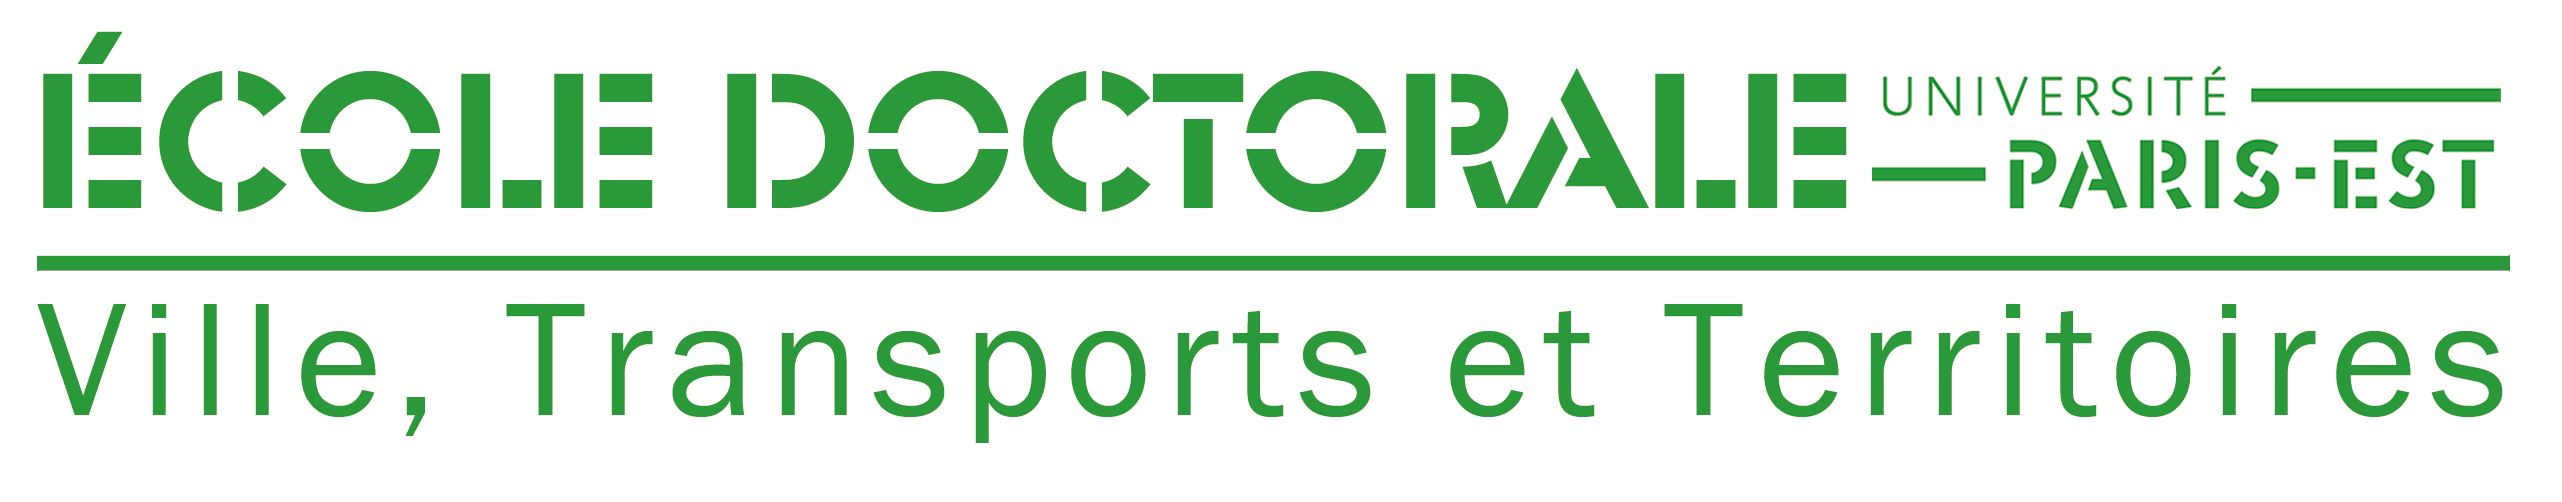 ÉCOLE DOCTORALE
UNIVERSITÉ
PARIS-EST
Ville, Transports et Territoires